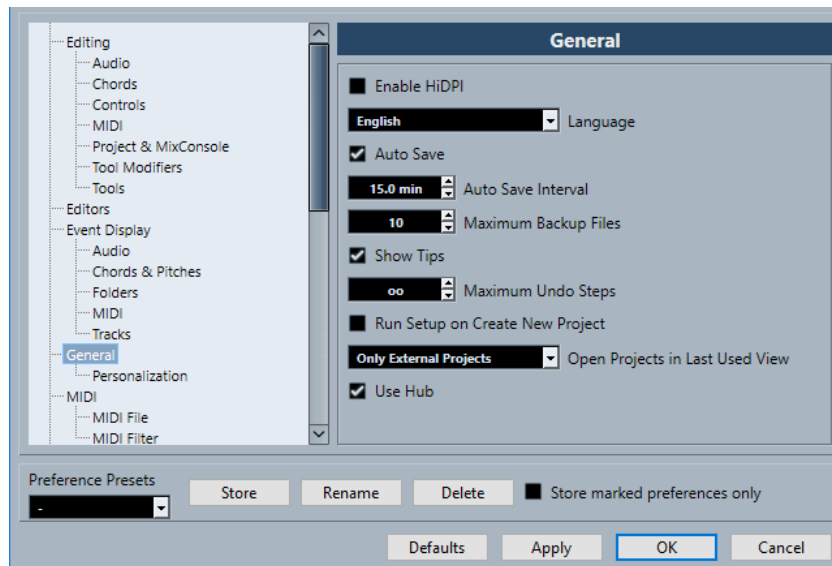 Editing
Audio
Chords
Controls
MIDI
Project & MixConsole
Tool Modifiers
Tools
Editors
Event Display
Audio
Chords & Pitches
Folders
MIDI
Tracks
General
Personalization
MIDI
MIDI File
MIDI Filter
General
Enable HiDPI
English Language
Auto Save
15.0 min Auto Save Interval
10 Maximum Backup Files
Show Tips
oo Maximum Undo Steps
Run Setup on Create New Project
Only External Projects Open Projects in Last Used View
Use Hub
Preference Presets
- Store Rename Delete Store marked preferences only
Defaults Apply OK Cancel